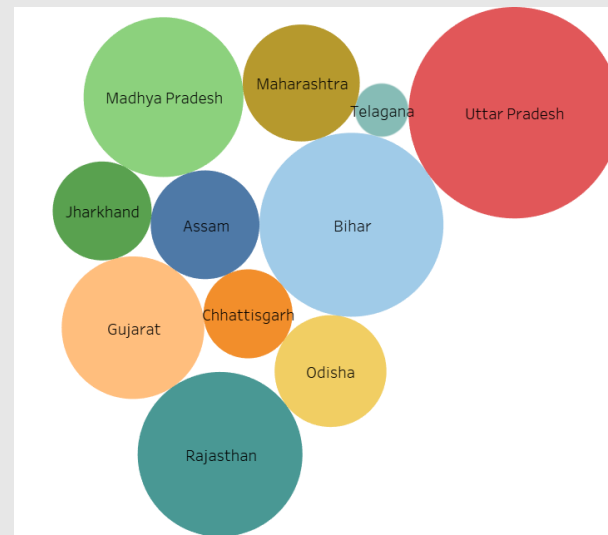 Madhya Pradesh
Maharashtra
Telagana
Uttar Pradesh
Jharkhand
Assam
Bihar
Gujarat
Chhattisgarh
Odisha
Rajasthan